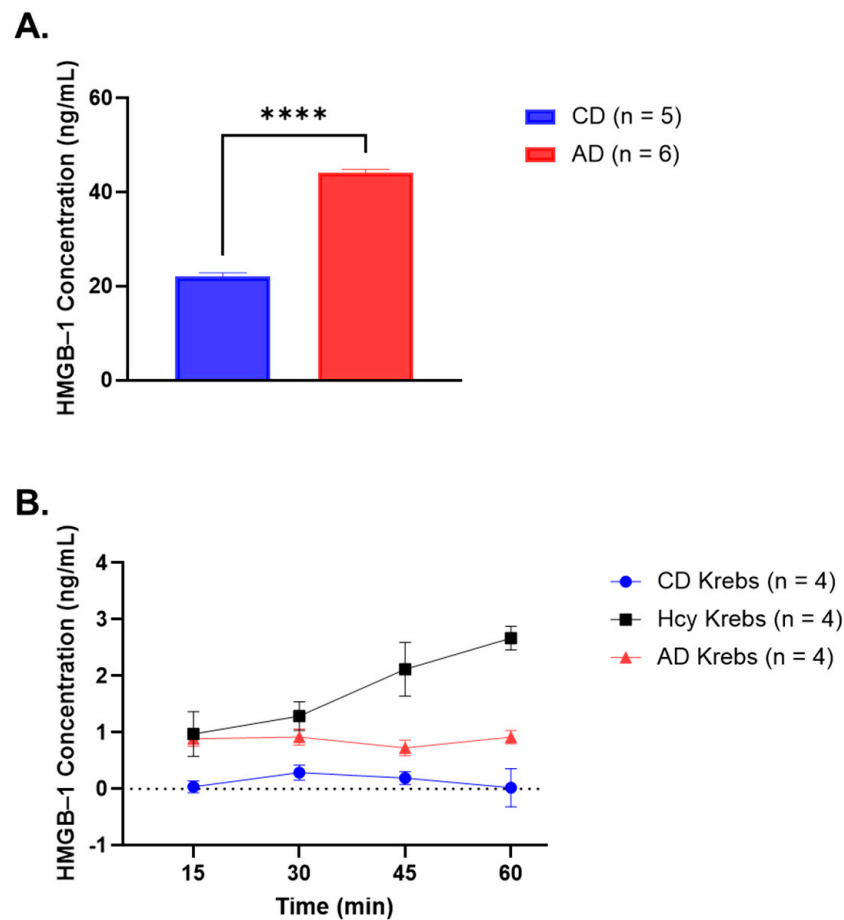 A.
HMGB–1 Concentration (ng/mL)
60
40
20
0
****
CD (n = 5)
AD (n = 6)
B.
HMGB–1 Concentration (ng/mL)
4
3
2
1
0
-1
15 30 45 60
Time (min)
CD Krebs (n = 4)
Hcy Krebs (n = 4)
AD Krebs (n = 4)